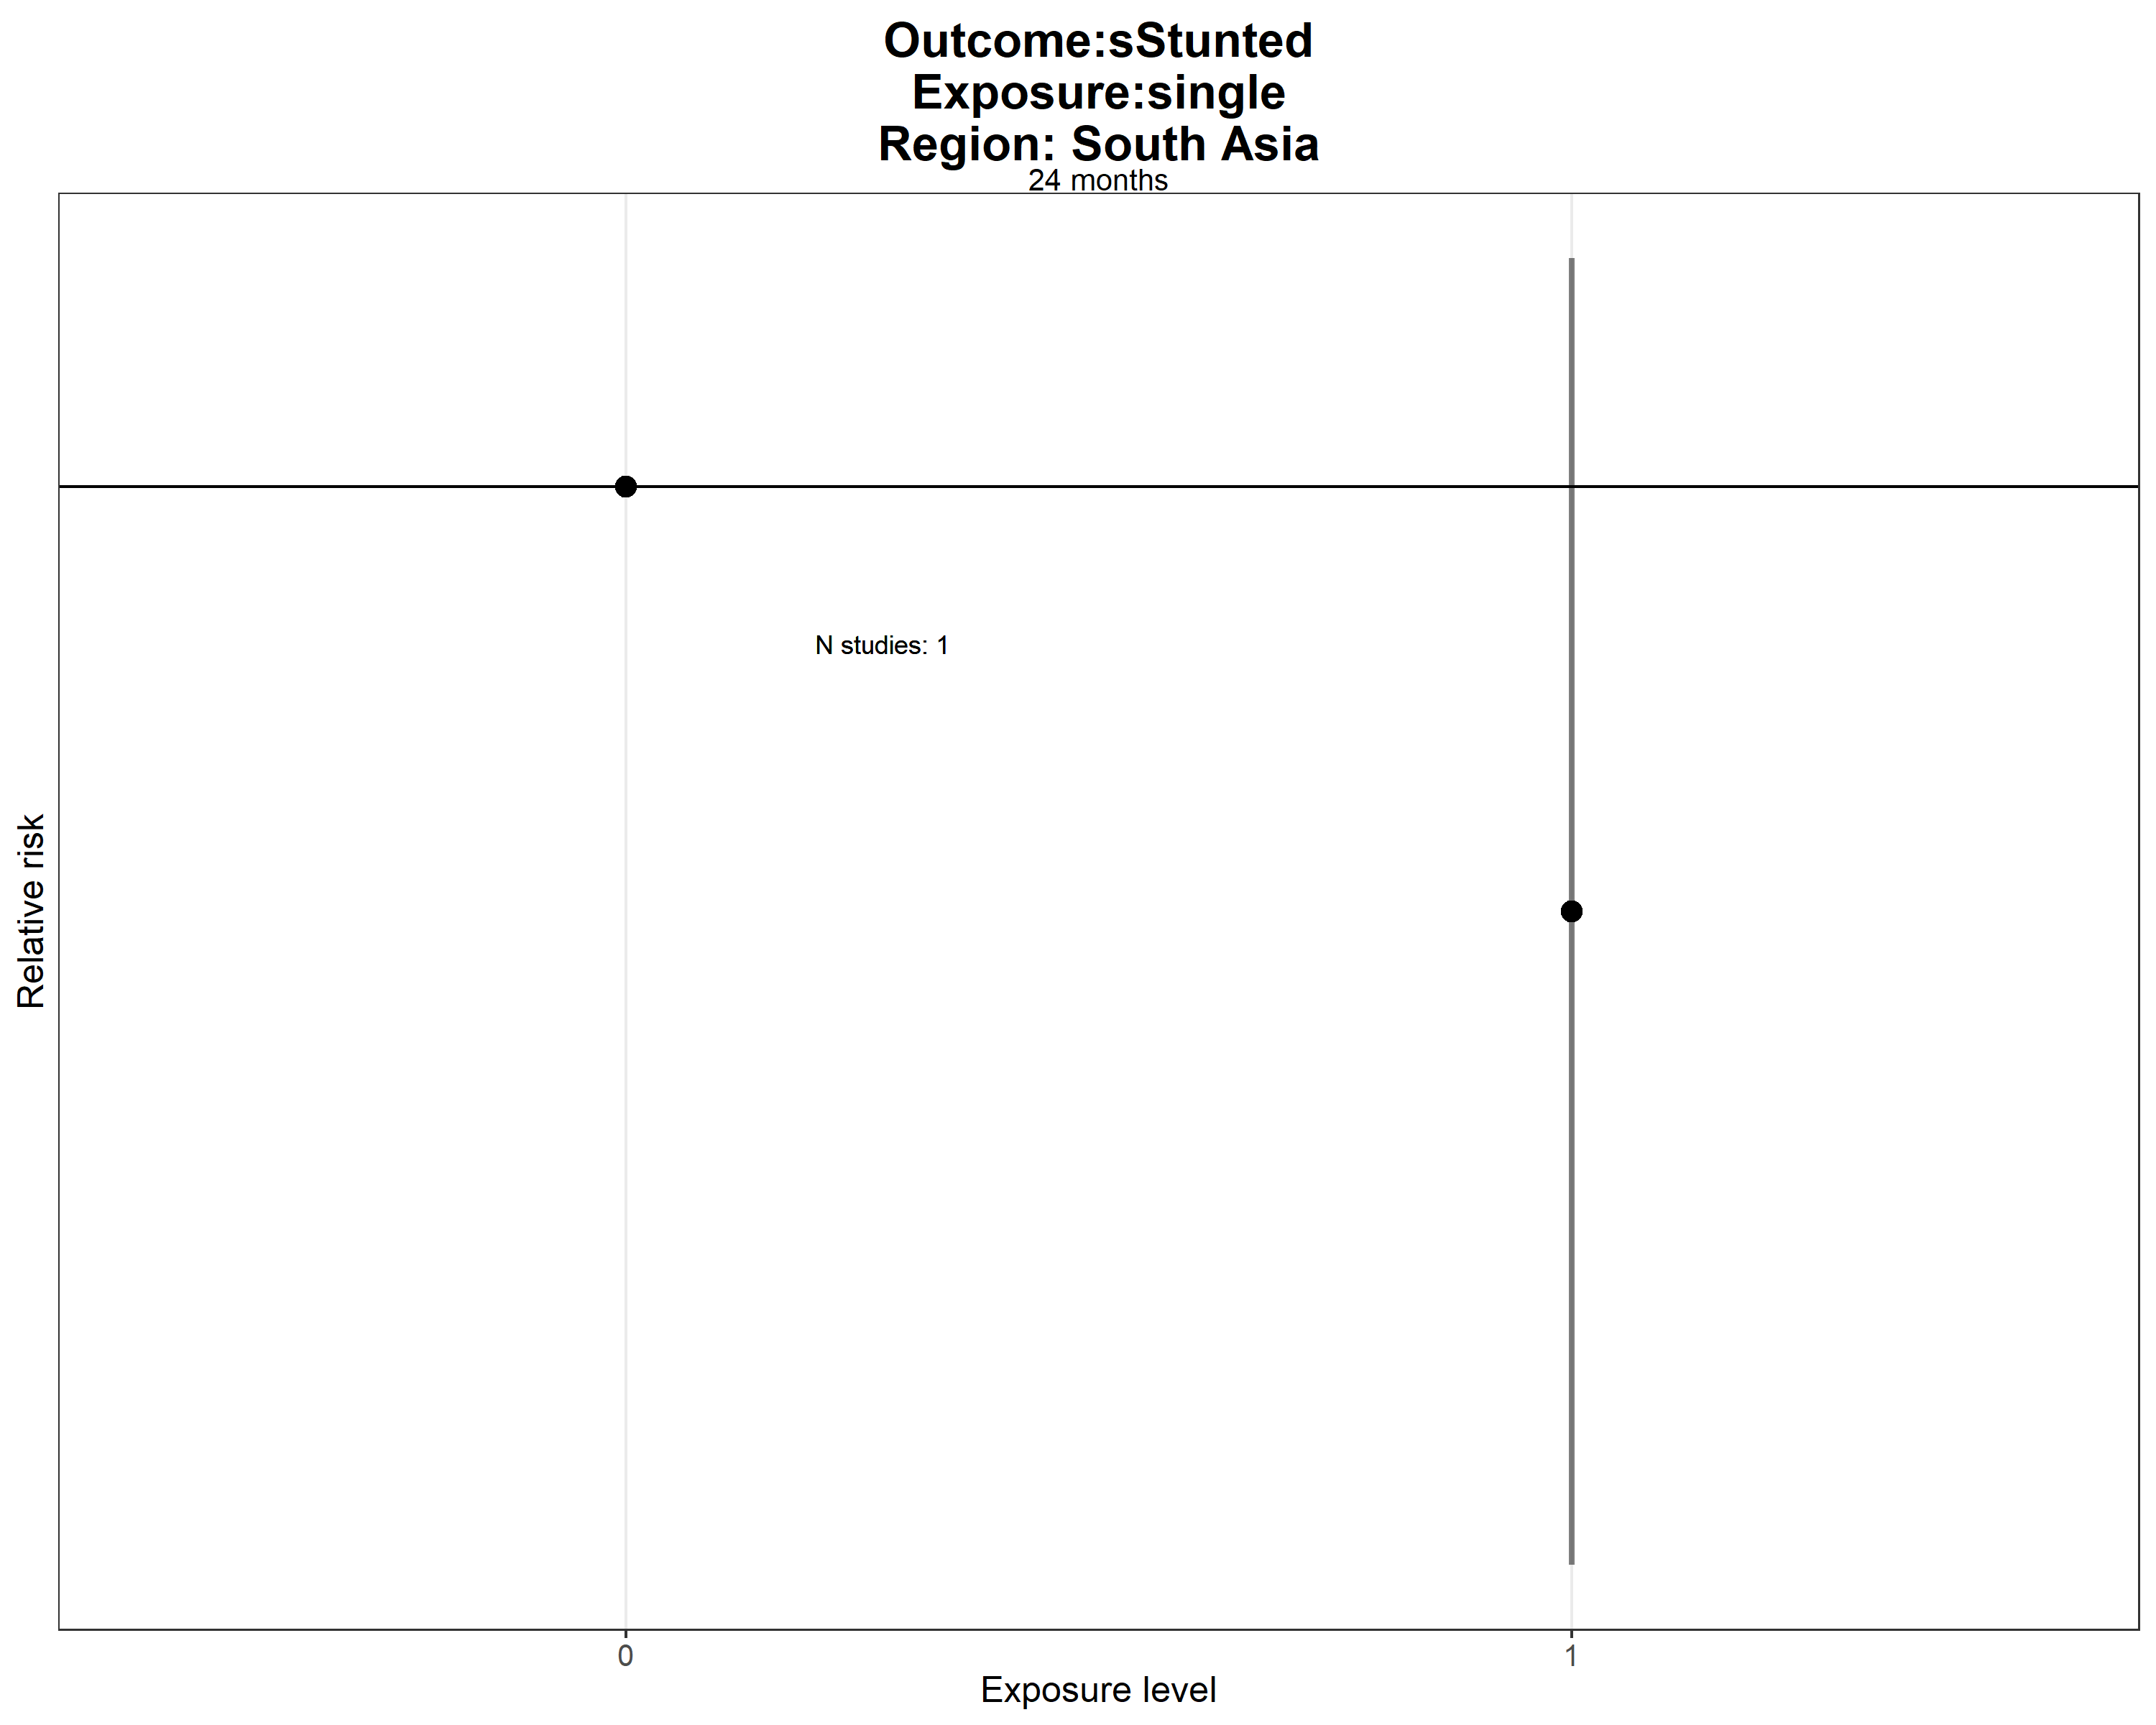 Outcome:sStunted
Exposure:single
Region: South Asia
24 months
N studies: 1
Relative risk
0
1
Exposure level